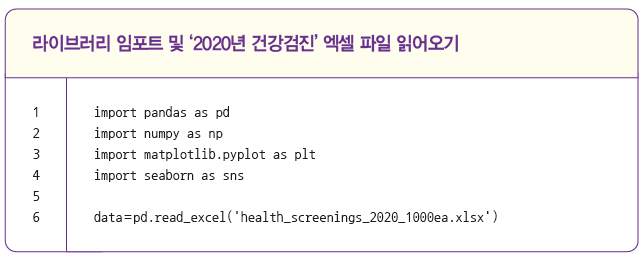 라이브러리 임포트 및 ‘2020년 건강검진’ 엑셀 파일 읽어오기
1 import pandas as pd
2 import numpy as np
3 import matplotlib.pyplot as plt
4 import seaborn as sns
5
6 data=pd.read_excel('health_screenings_2020_1000ea.xlsx')